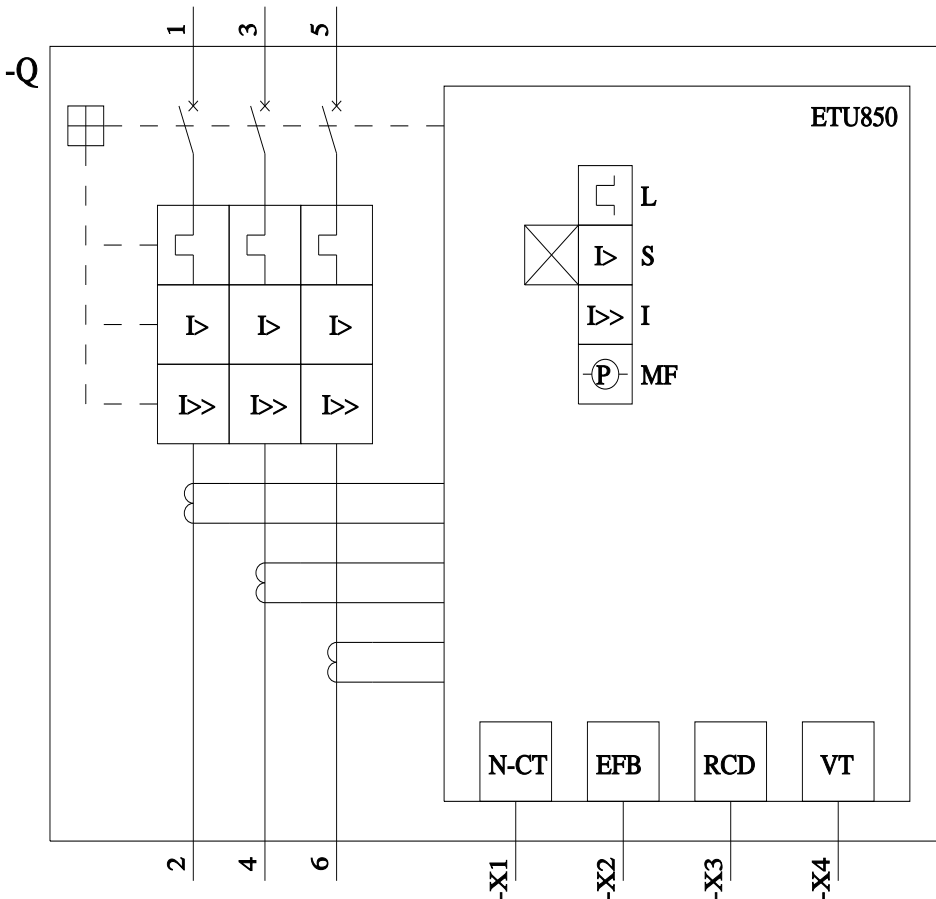 1 3 5
-Q
ETU850
L
I> S
I> I> I> I>> I
P MF
I>> I>> I>>
N-CT EFB RCD VT
2 4 6 -X1 -X2 -X3 -X4